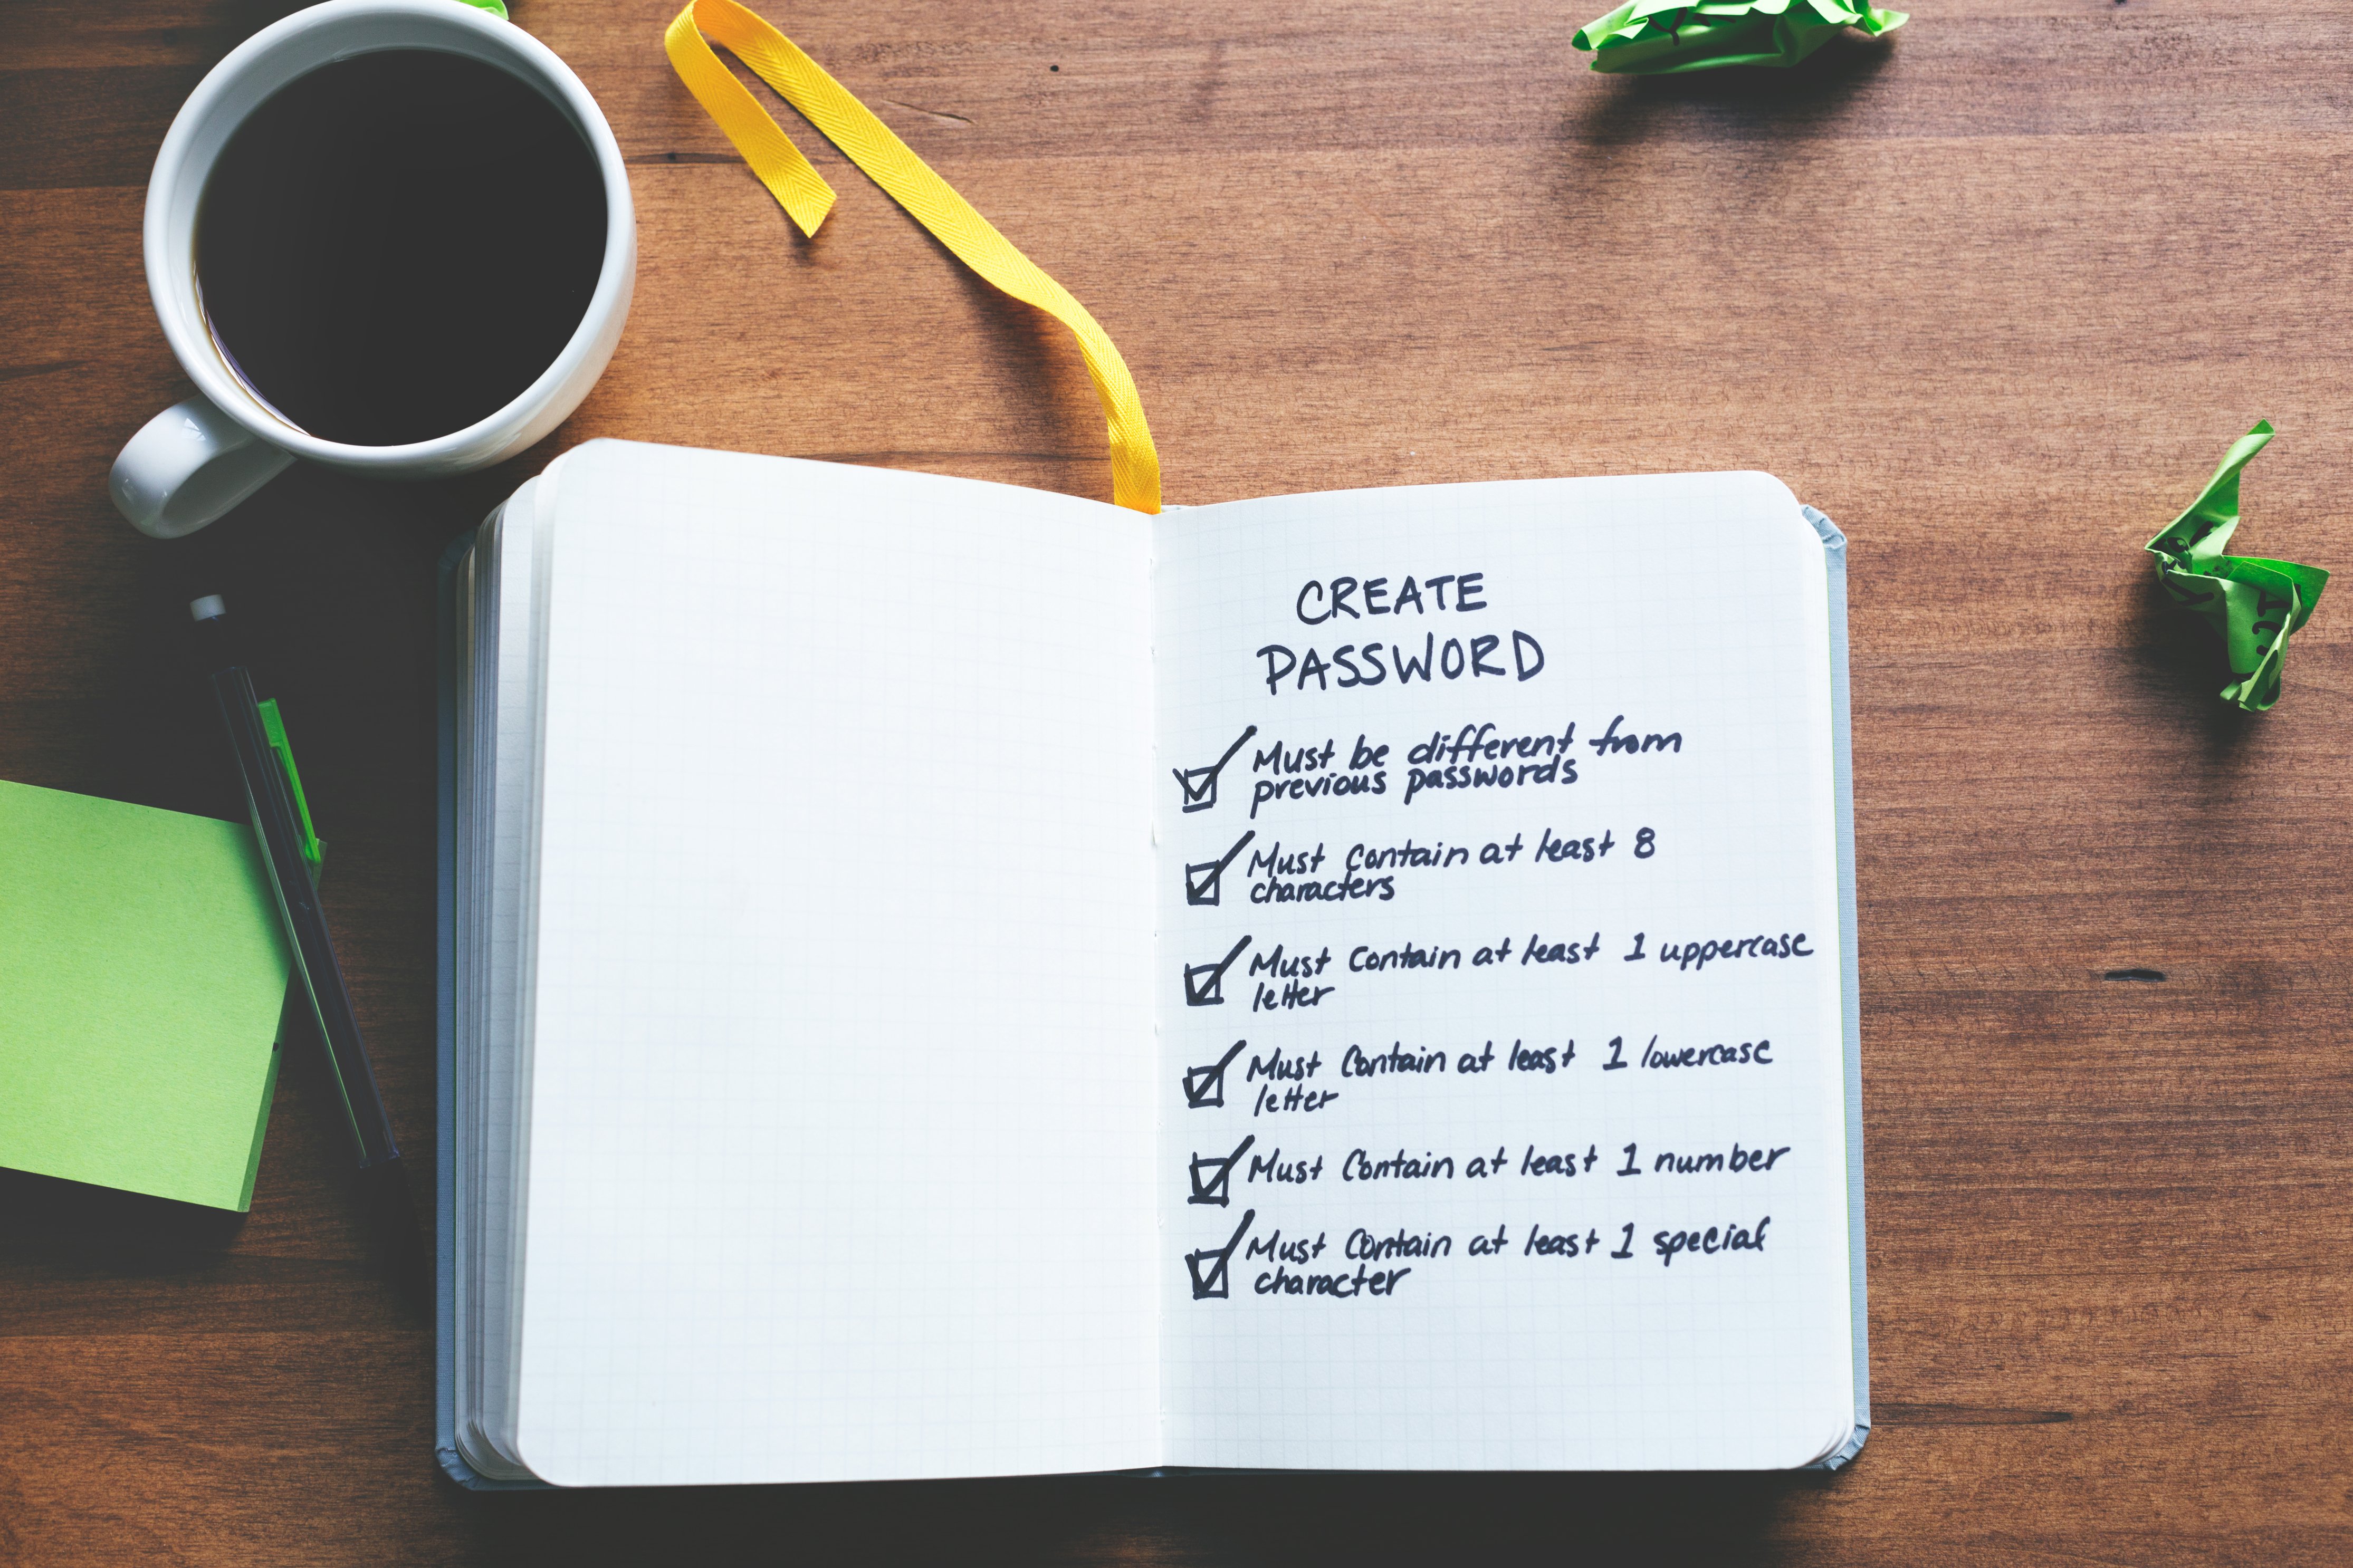 CREATE
PASSWORD
Must be different from
previous passwords
Must contain at least 8
characters
Must contain at least 1 uppercase
letter
Must contain at least 1 lowercase
letter
Must contain at least 1 number
Must contain at least 1 special
character